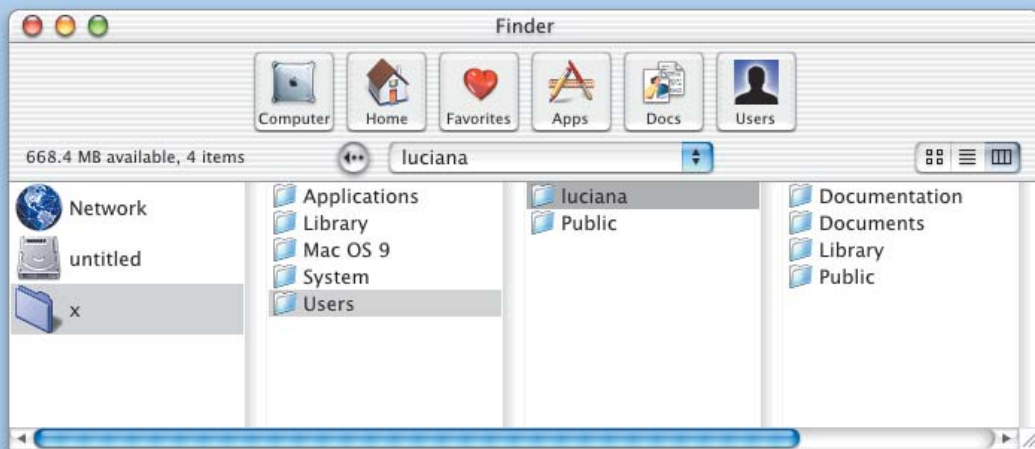 Finder
Computer Home Favorites Apps Docs Users
668.4 MB available, 4 items luciana
Network
untitled
x
Applications
Library
Mac OS 9
System
Users
luciana
Public
Documentation
Documents
Library
Public